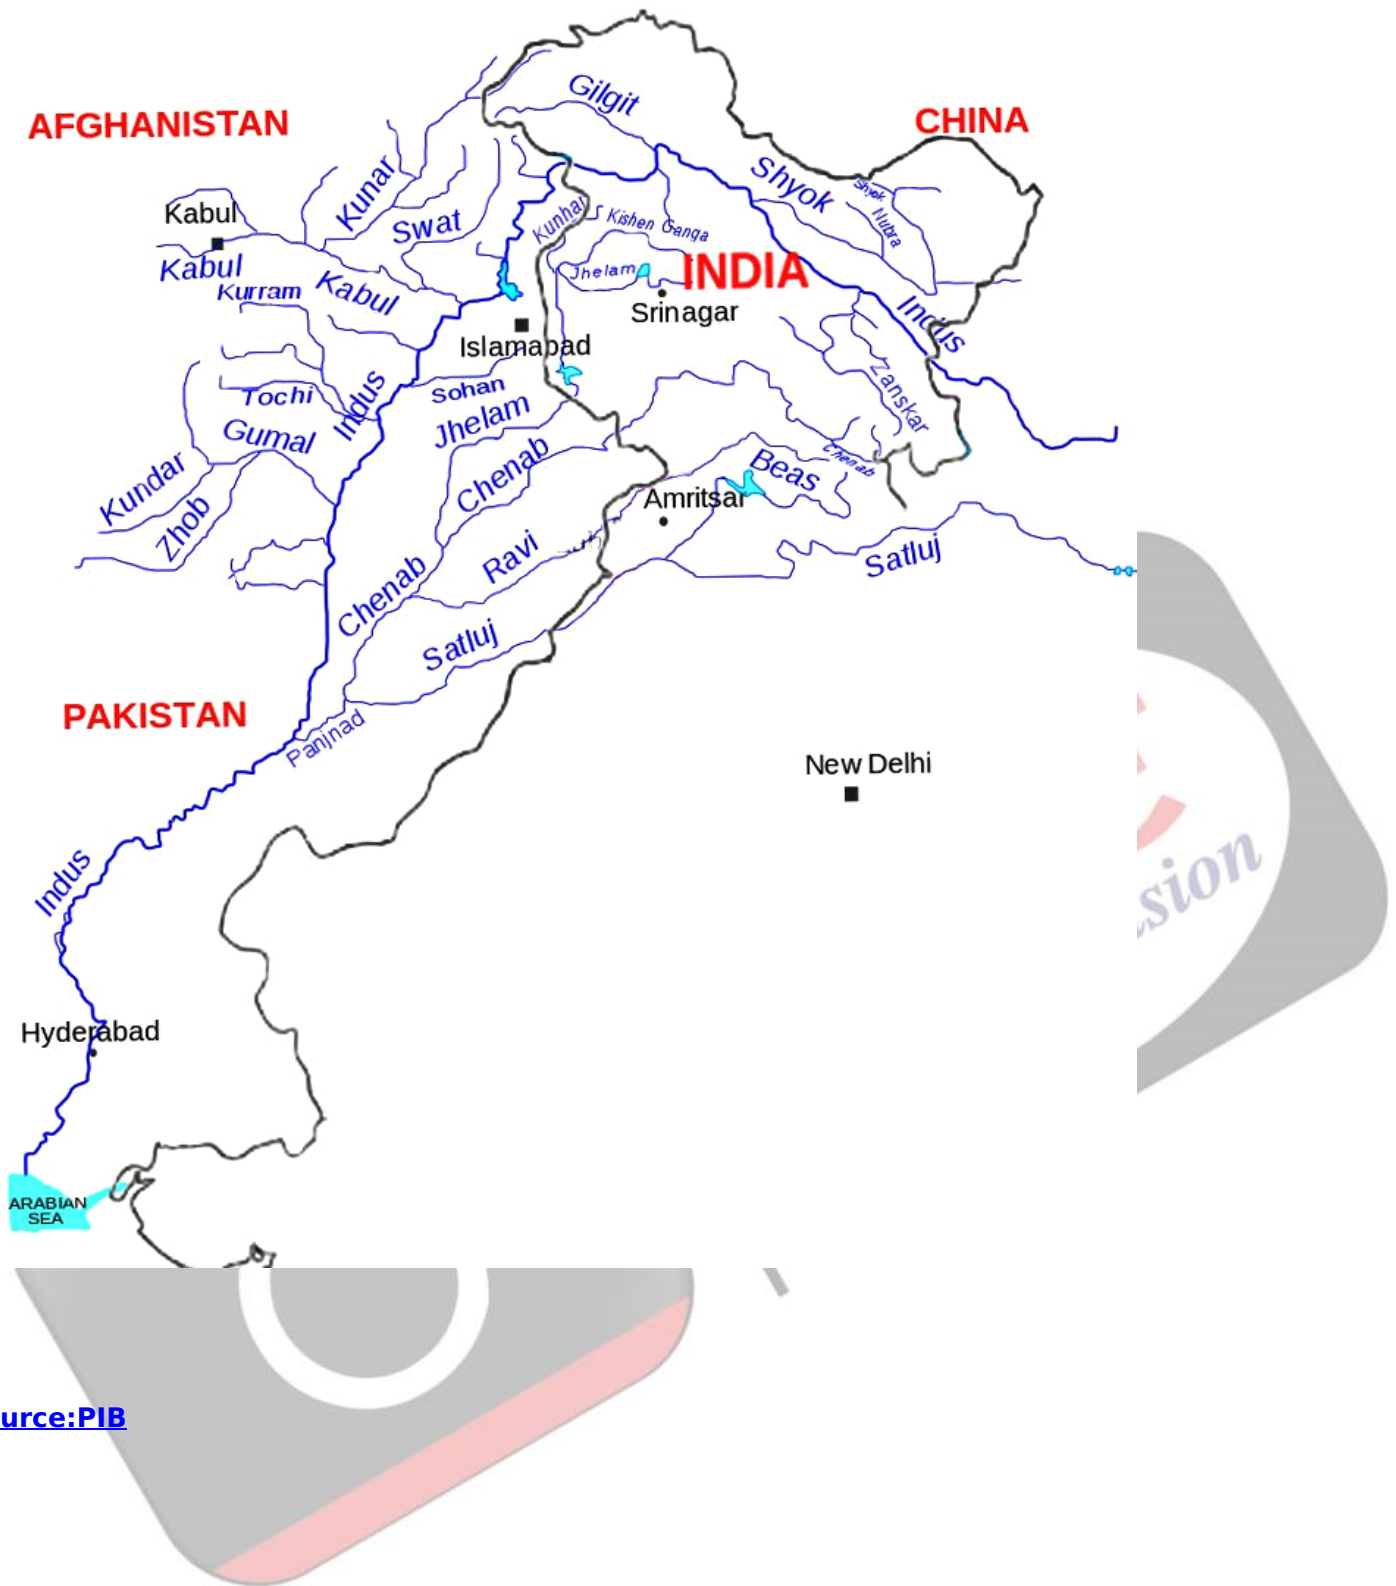 Gilgit
AFGHANISTAN
CHINA
Shyok
Shyok
Kunar
Kabul
Swat
Kunhar
Kishen Ganga
Nubra
Kabul
Kurram
Kabul
Jhelam
INDIA
Srinagar
Indus
Islamabad
Sohan
Tochi
Indus
Zanskar
Jhelam
Gumal
Chenab
Chenab
Beas
Kundar
Amritsar
Zhob
Ravi
Satluj
Chenab
Satluj
PAKISTAN
Panjnad
New Delhi
Indus
sion
Hyderabad
ARABIAN
SEA
urce:PIB